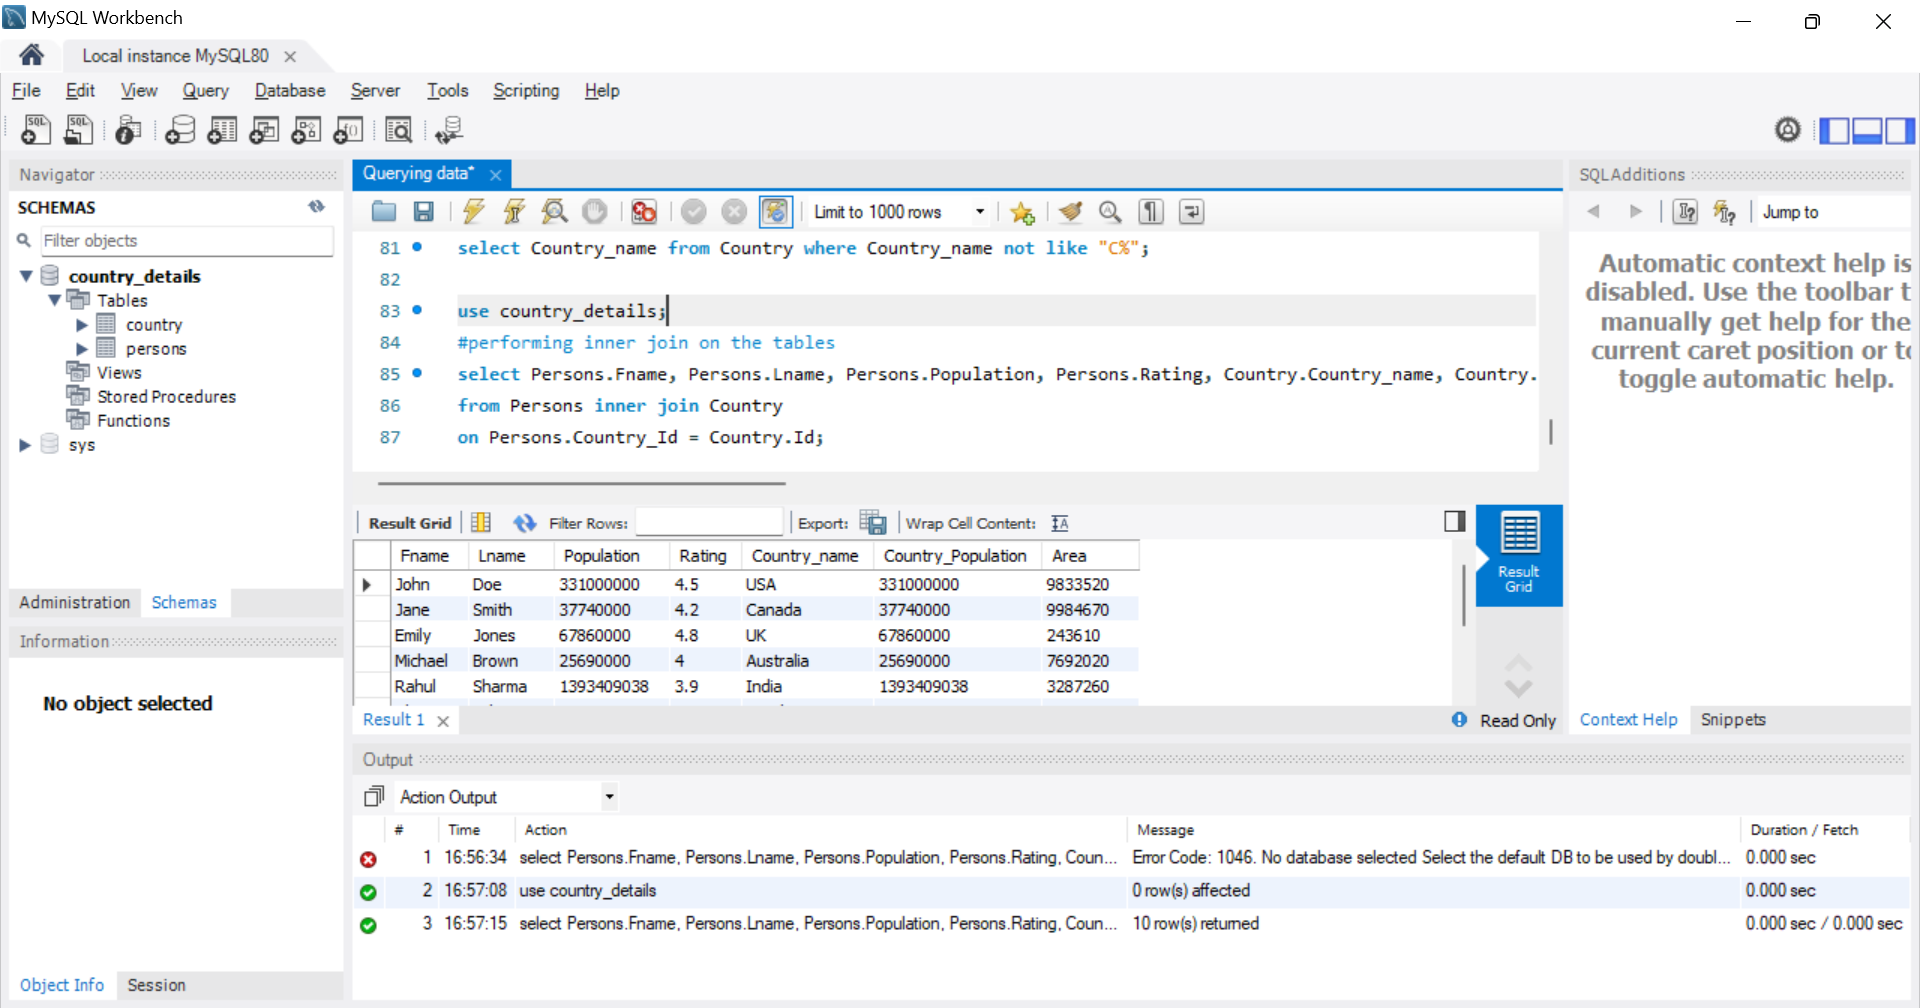 MySQL Workbench
Local instance MySQL80
File Edit View Query Database Server Tools Scripting Help
Navigator
SCHEMAS
Filter objects
country_details
Tables
country
persons
Views
Stored Procedures
Functions
sys
Administration Schemas
Information
No object selected
Object Info Session
Querying data*
Limit to 1000 rows
81 select Country_name from Country where Country_name not like "C%";
82
83 use country_details;
84 #performing inner join on the tables
85 select Persons.Fname, Persons.Lname, Persons.Population, Persons.Rating, Country.Country_name, Country.
86 from Persons inner join Country
87 on Persons.Country_Id = Country.Id;
Result Grid Filter Rows: Export: Wrap Cell Content:
Fname Lname Population Rating Country_name Country_Population Area
John Doe 331000000 4.5 USA 331000000 9833520
Jane Smith 37740000 4.2 Canada 37740000 9984670
Emily Jones 67860000 4.8 UK 67860000 243610
Michael Brown 25690000 4 Australia 25690000 7692020
Rahul Sharma 1393409038 3.9 India 1393409038 3287260
Result
Grid
Result 1
Read Only
SQLAdditions
Jump to
Automatic context help is
disabled. Use the toolbar t
manually get help for the
current caret position or to
toggle automatic help.
Context Help Snippets
Output
Action Output
# Time Action Message Duration / Fetch
1 16:56:34 select Persons.Fname, Persons.Lname, Persons.Population, Persons.Rating, Coun... Error Code: 1046. No database selected Select the default DB to be used by doubl... 0.000 sec
2 16:57:08 use country_details 0 row(s) affected 0.000 sec
3 16:57:15 select Persons.Fname, Persons.Lname, Persons.Population, Persons.Rating, Coun... 10 row(s) returned 0.000 sec / 0.000 sec